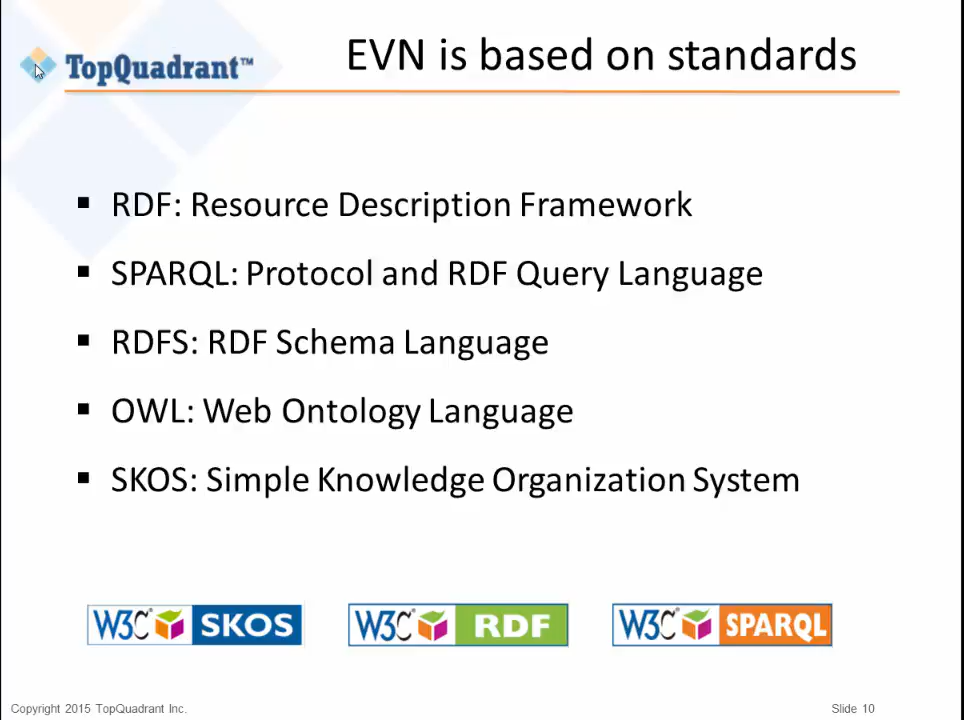 TopQuadrant™
EVN is based on standards
▪ RDF: Resource Description Framework
▪ SPARQL: Protocol and RDF Query Language
▪ RDFS: RDF Schema Language
▪ OWL: Web Ontology Language
▪ SKOS: Simple Knowledge Organization System
W3C® SKOS
W3C® RDF
W3C® SPARQL
Copyright 2015 TopQuadrant Inc.
Slide 10